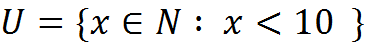 U = {x ∈ N : x < 10 }